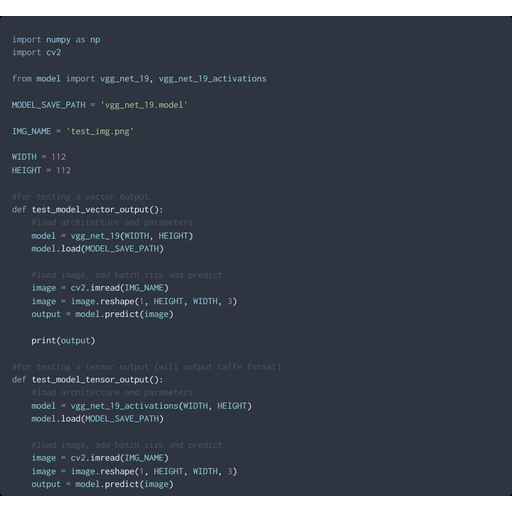 import numpy as np
import cv2
from model import vgg_net_19, vgg_net_19_activations
MODEL_SAVE_PATH = 'vgg_net_19.model'
IMG_NAME = 'test_img.png'
WIDTH = 112
HEIGHT = 112
#for testing a vector output
def test_model_vector_output():
    #load architecture and parameters
    model = vgg_net_19(WIDTH, HEIGHT)
    model.load(MODEL_SAVE_PATH)
    #load image, add batch size and predict
    image = cv2.imread(IMG_NAME)
    image = image.reshape(1, HEIGHT, WIDTH, 3)
    output = model.predict(image)
    print(output)
#for testing a tensor output (will output caffe format)
def test_model_tensor_output():
    #load architecture and parameters
    model = vgg_net_19_activations(WIDTH, HEIGHT)
    model.load(MODEL_SAVE_PATH)
    #load image, add batch size and predict
    image = cv2.imread(IMG_NAME)
    image = image.reshape(1, HEIGHT, WIDTH, 3)
    output = model.predict(image)